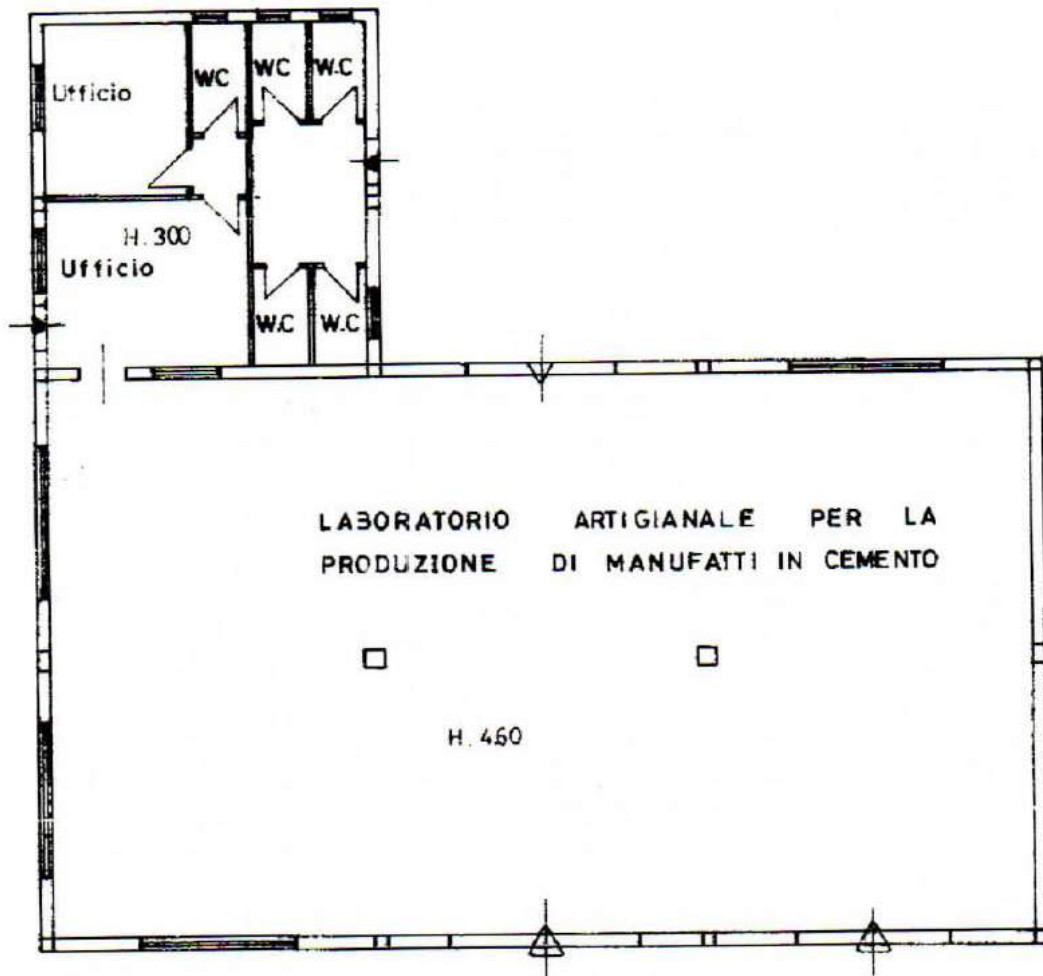 WC
WC
W.C
Ufficio
H.300
Ufficio
W.C
W.C
LABORATORIO ARTIGIANALE PER LA
PRODUZIONE DI MANUFATTI IN CEMENTO
H. 460